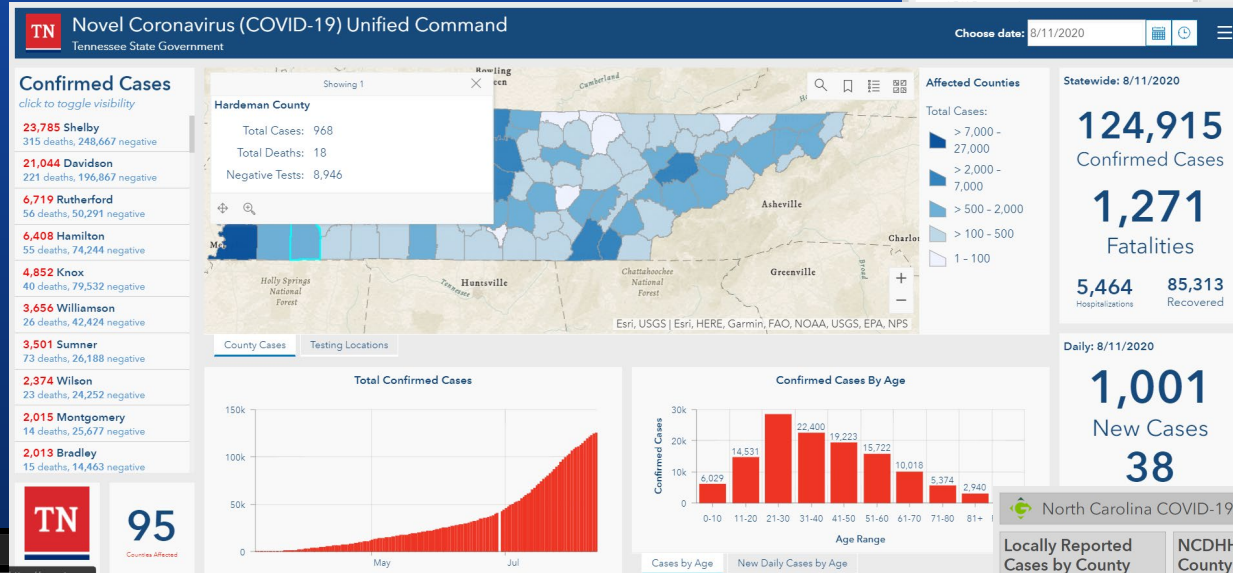 TN
Novel Coronavirus (COVID-19) Unified Command
Tennessee State Government
Choose date:
8/11/2020
Confirmed Cases
click to toggle visibility
23,785 Shelby
315 deaths, 248,667 negative
21,044 Davidson
221 deaths, 196,867 negative
6,719 Rutherford
56 deaths, 50,291 negative
6,408 Hamilton
55 deaths, 74,244 negative
4,852 Knox
40 deaths, 79,532 negative
3,656 Williamson
26 deaths, 42,424 negative
3,501 Sumner
73 deaths, 26,188 negative
2,374 Wilson
23 deaths, 24,252 negative
2,015 Montgomery
14 deaths, 25,677 negative
2,013 Bradley
15 deaths, 14,463 negative
TN
95
Counties Affected
Showing 1
Hardeman County
Total Cases: 968
Total Deaths: 18
Negative Tests: 8,946
Bowling
Cumberland
Asheville
Charlot
Greenville
Broad
Chattahoochee
National
Forest
Huntsville
Tennessee
Holly Springs
National
Forest
Esri, USGS | Esri, HERE, Garmin, FAO, NOAA, USGS, EPA, NPS
Affected Counties
Total Cases:
> 7,000 -
27,000
> 2,000 -
7,000
> 500 - 2,000
> 100 - 500
1 - 100
County Cases
Testing Locations
Total Confirmed Cases
150k
100k
50k
0
May
Jul
Confirmed Cases By Age
Confirmed Cases
30k
20k
10k
0
6,029
14,531
22,400
19,223
15,722
10,018
5,374
2,940
0-10
11-20
21-30
31-40
41-50
51-60
61-70
71-80
81+
Age Range
Cases by Age
New Daily Cases by Age
Statewide: 8/11/2020
124,915
Confirmed Cases
1,271
Fatalities
5,464
Hospitalizations
85,313
Recovered
Daily: 8/11/2020
1,001
New Cases
38
North Carolina COVID-19
Locally Reported
Cases by County
NCDHH
County